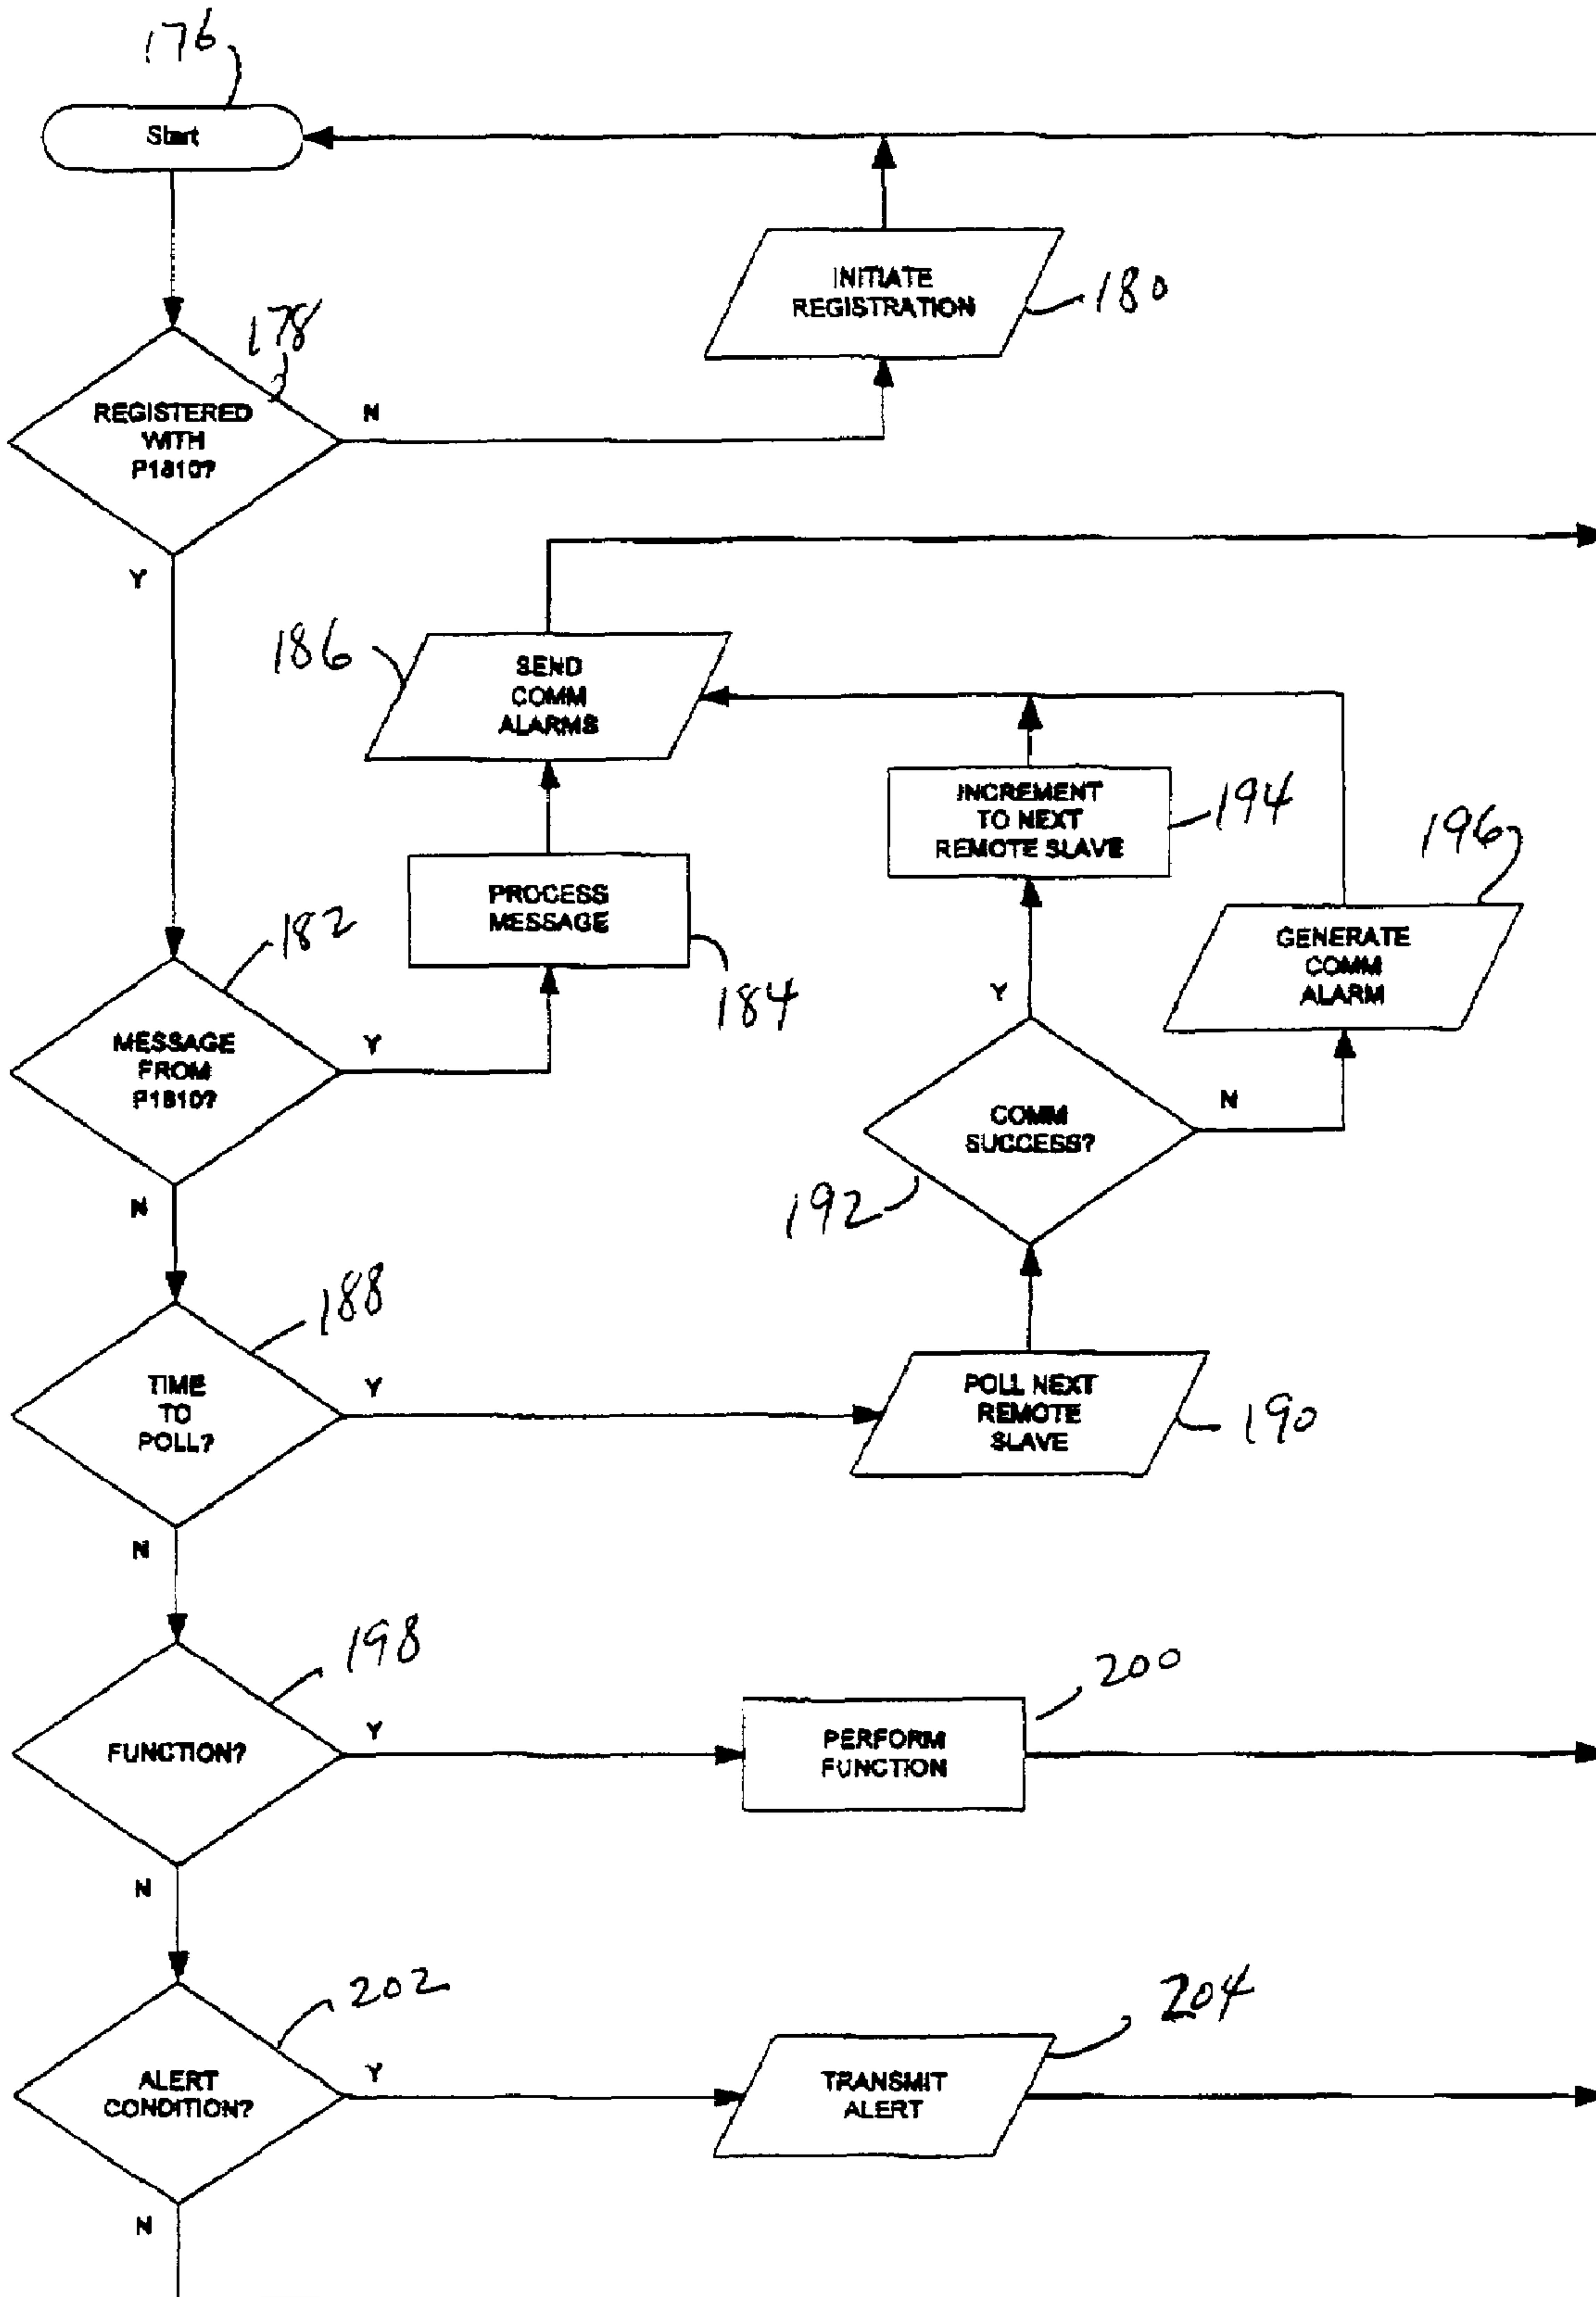 176
Start
INITIATE
REGISTRATION
180
178
REGISTERED
WITH
P1810?
N
Y
186
SEND
COMM
ALARMS
INCREMENT
TO NEXT
REMOTE SLAVE
194
196
PROCESS
MESSAGE
184
GENERATE
COMM
ALARM
182
MESSAGE
FROM
P1810?
Y
N
Y
COMM
SUCCESS?
N
192
188
TIME
TO
POLL?
Y
N
POLL NEXT
REMOTE
SLAVE
190
198
FUNCTION?
Y
N
PERFORM
FUNCTION
200
202
ALERT
CONDITION?
Y
N
TRANSMIT
ALERT
204